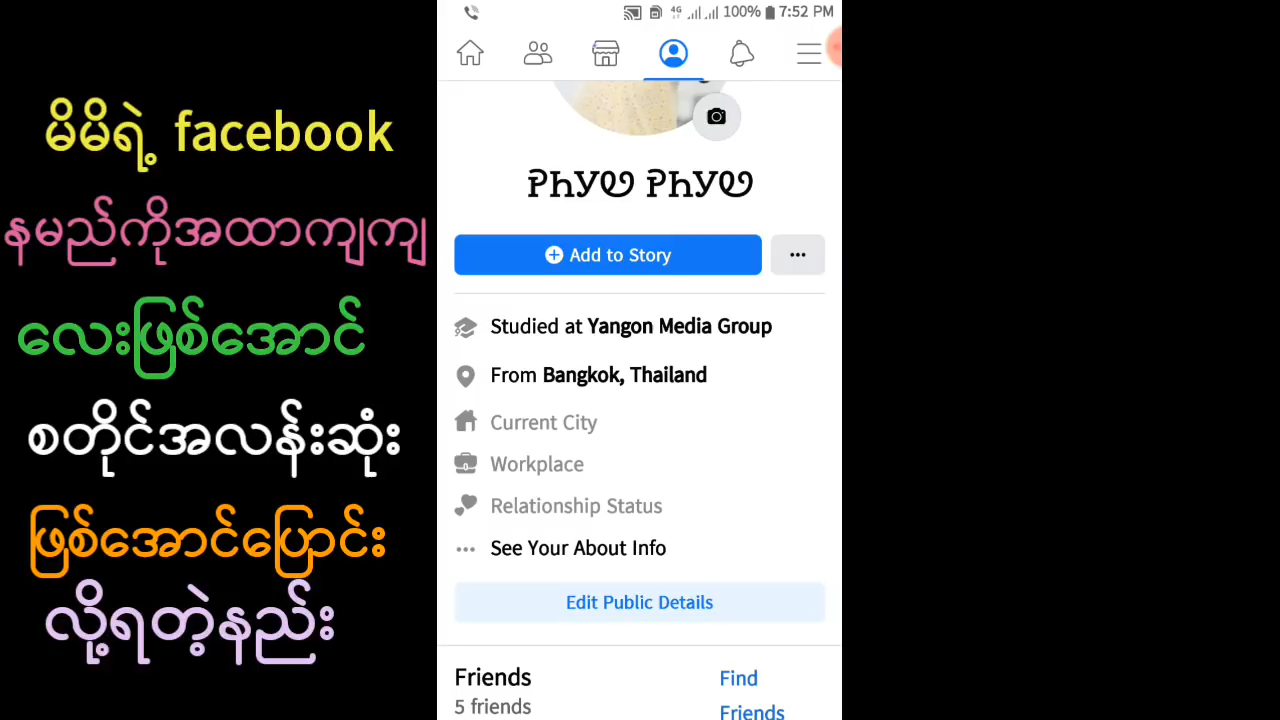 မိမိရဲ့ facebook
နမည်ကိုအထာကျကျ
လေးဖြစ်အောင်
စတိုင်အလန်းဆုံး
ဖြစ်အောင်ပြောင်း
လို့ရတဲ့နည်း
4G 100% 7:52 PM
ᎮᏂᎩᏬ ᎮᏂᎩᏬ
Add to Story
Studied at Yangon Media Group
From Bangkok, Thailand
Current City
Workplace
Relationship Status
See Your About Info
Edit Public Details
Friends
5 friends
Find
Friends